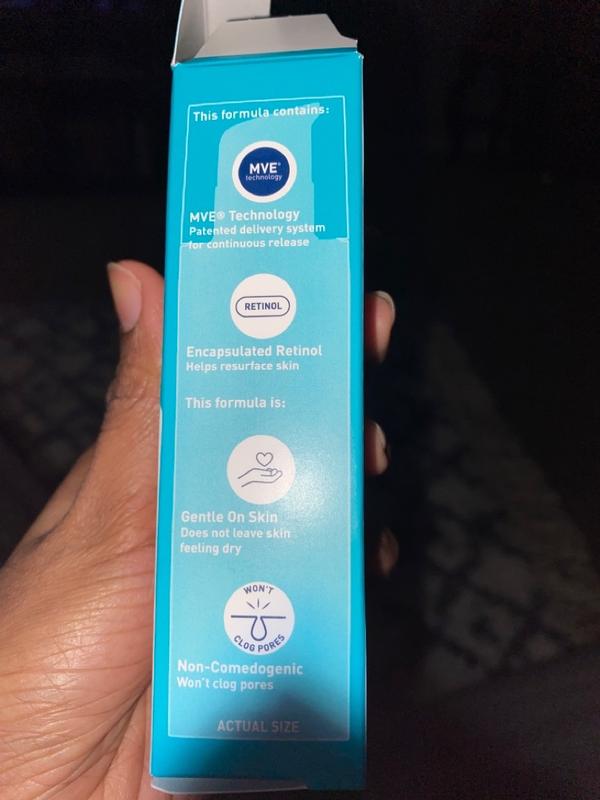 This formula contains:
MVE®
technology
MVE® Technology
Patented delivery system
for continuous release
RETINOL
Encapsulated Retinol
Helps resurface skin
This formula is:
Gentle On Skin
Does not leave skin
feeling dry
WON'T
CLOG PORES
Non-Comedogenic
Won't clog pores
ACTUAL SIZE